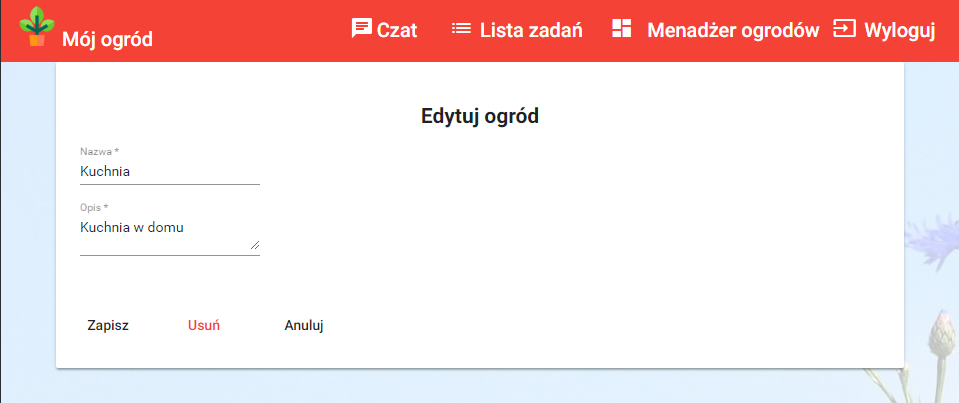 Mój ogród
Czat
Lista zadań
Menadżer ogrodów
Wyloguj
Edytuj ogród
Nazwa *
Kuchnia
Opis *
Kuchnia w domu
Zapisz
Usuń
Anuluj